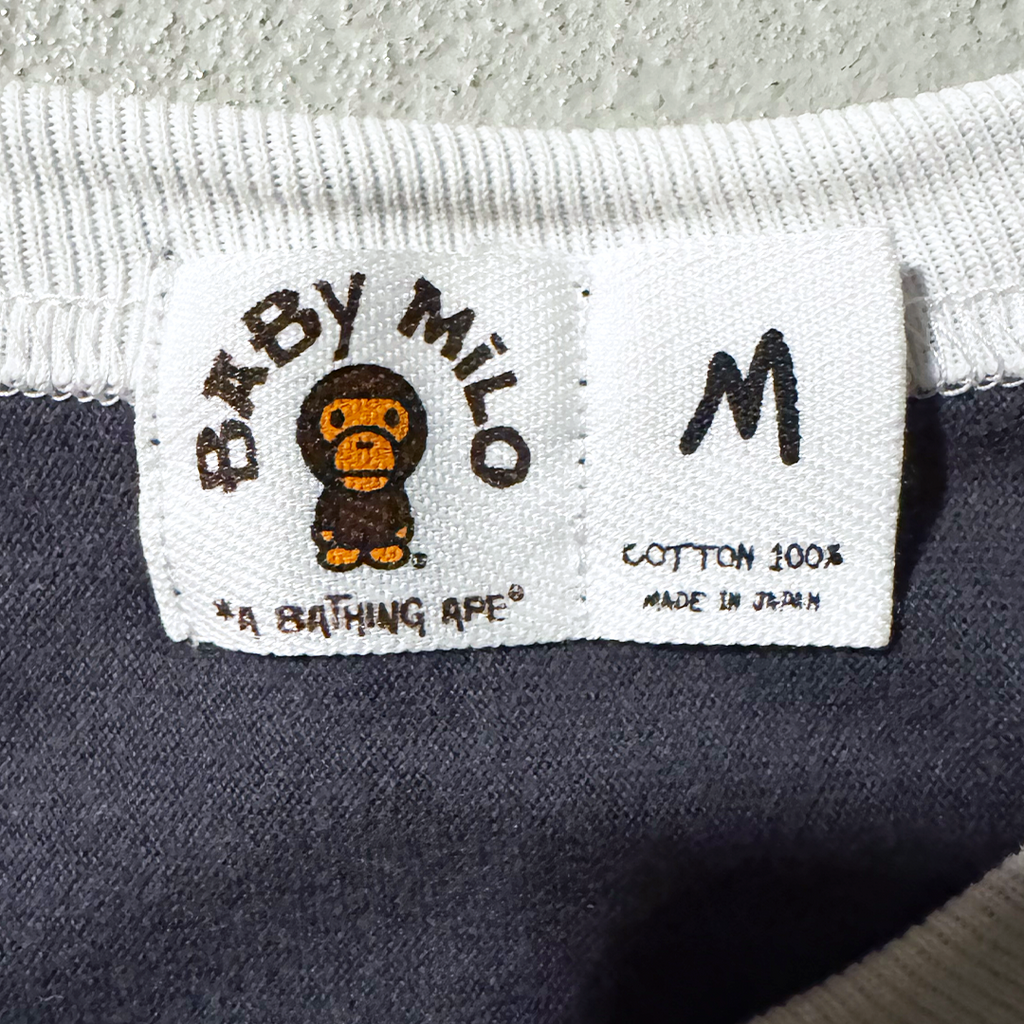 BABy MiLO
*A BATHING APE®
M
COTTON 100%
MADE IN JAPAN